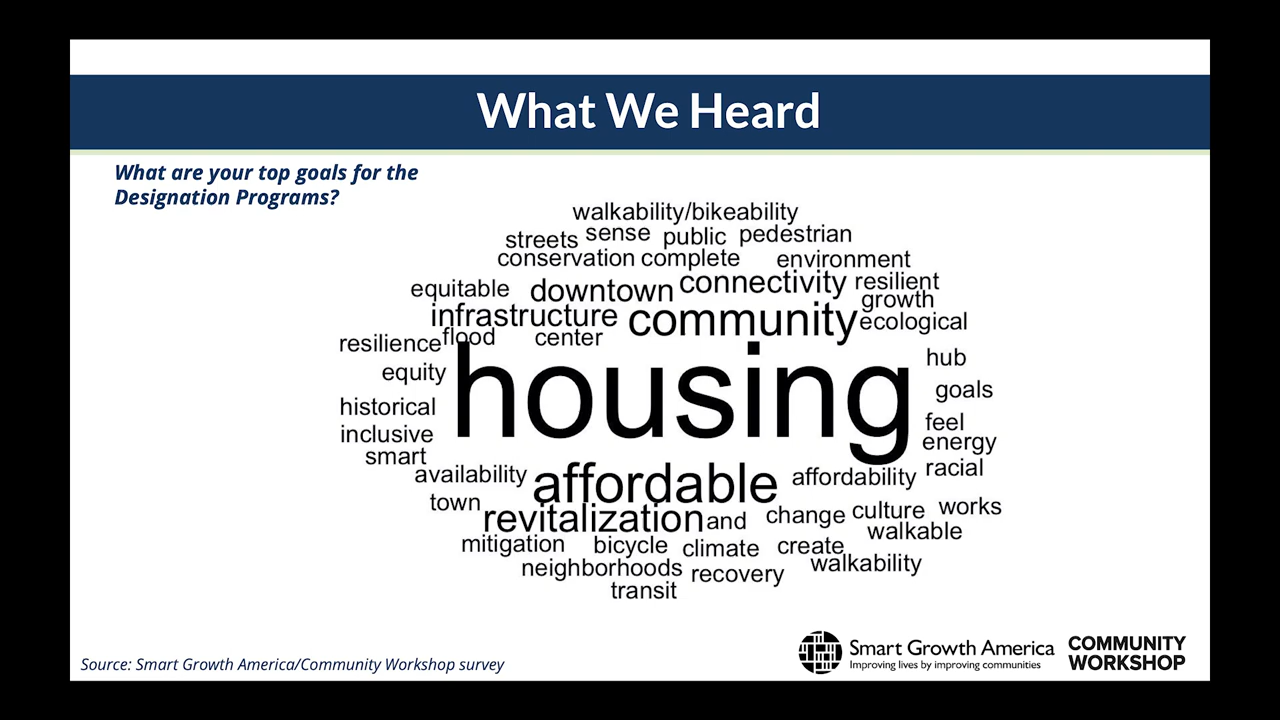 What We Heard
What are your top goals for the
Designation Programs?
walkability/bikeability
streets sense public pedestrian
conservation complete environment
equitable downtown connectivity resilient
growth
infrastructure community ecological
resilience flood center
housing hub
equity
goals
historical
feel
inclusive energy
smart
racial
availability affordable affordability
town revitalization and change culture works
walkable
mitigation bicycle climate create
neighborhoods recovery walkability
transit
Source: Smart Growth America/Community Workshop survey
Smart Growth America
Improving lives by improving communities
COMMUNITY
WORKSHOP